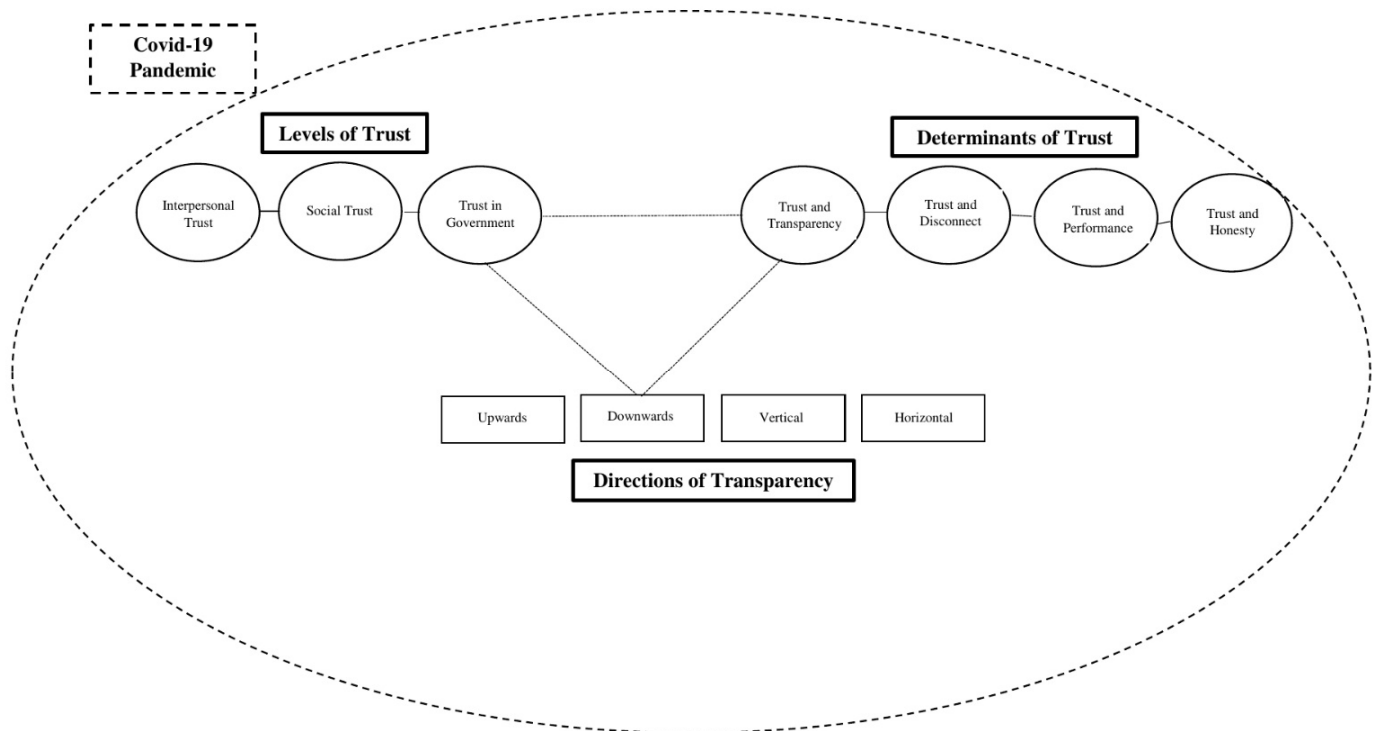 Covid-19
Pandemic
Levels of Trust
Determinants of Trust
Interpersonal
Trust
Social Trust
Trust in
Government
Trust and
Transparency
Trust and
Disconnect
Trust and
Performance
Trust and
Honesty
Upwards
Downwards
Vertical
Horizontal
Directions of Transparency